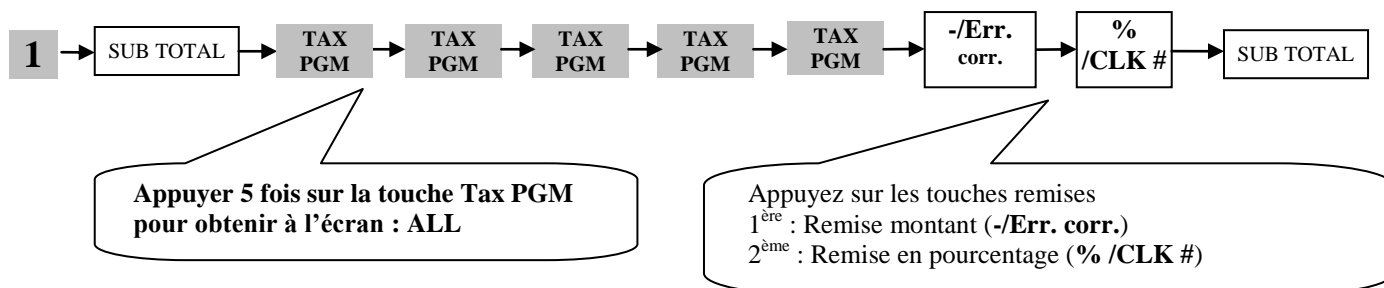 1 SUB TOTAL TAX PGM TAX PGM TAX PGM TAX PGM TAX PGM -/Err. corr. % /CLK # SUB TOTAL
Appuyer 5 fois sur la touche Tax PGM
pour obtenir à l’écran : ALL
Appuyez sur les touches remises
1ère : Remise montant (-/Err. corr.)
2ème : Remise en pourcentage (% /CLK #)